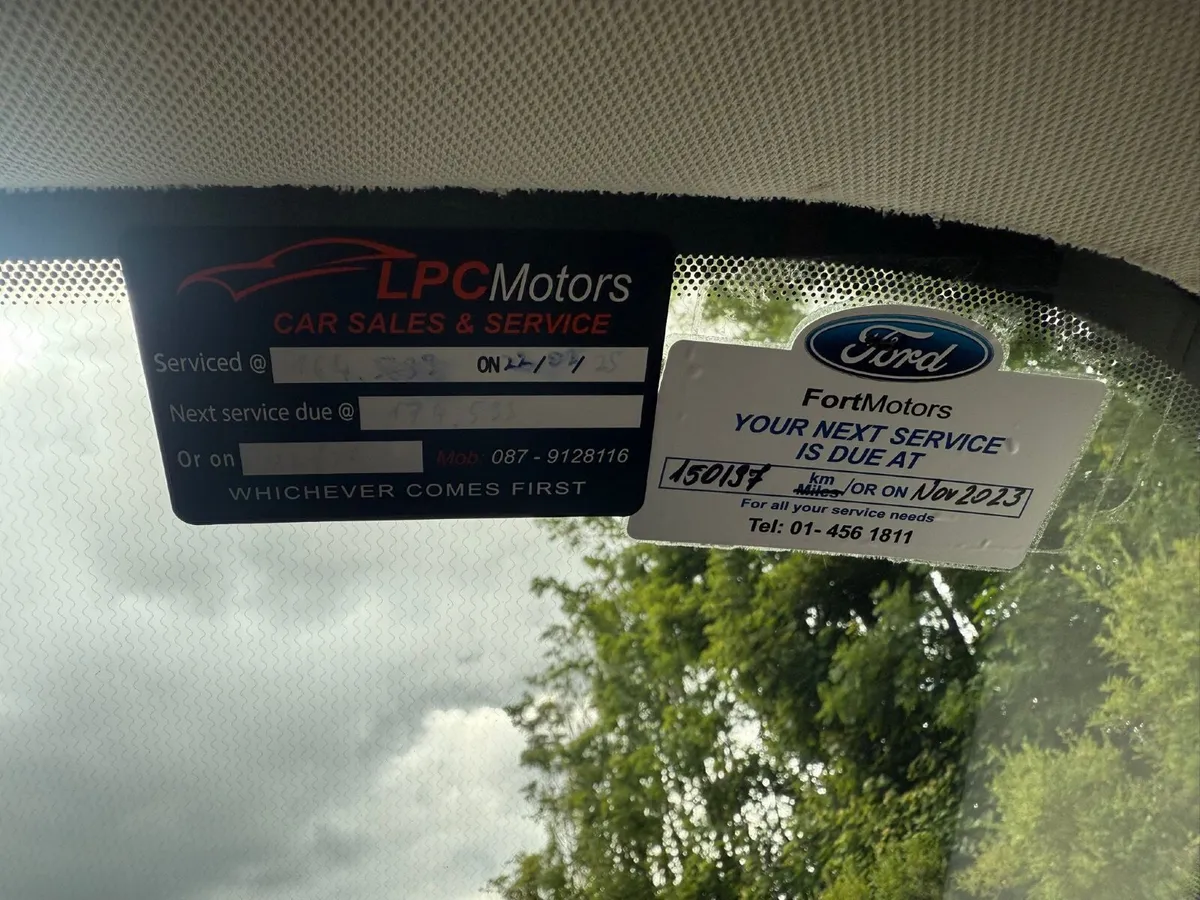 LPCMotors
CAR SALES & SERVICE
Serviced @ ON 22/
Next service due @
Or on Mob: 087 - 9128116
WHICHEVER COMES FIRST
Ford
FortMotors
YOUR NEXT SERVICE
IS DUE AT
150197 km Miles/OR ON Nov 2023
For all your service needs
Tel: 01- 456 1811